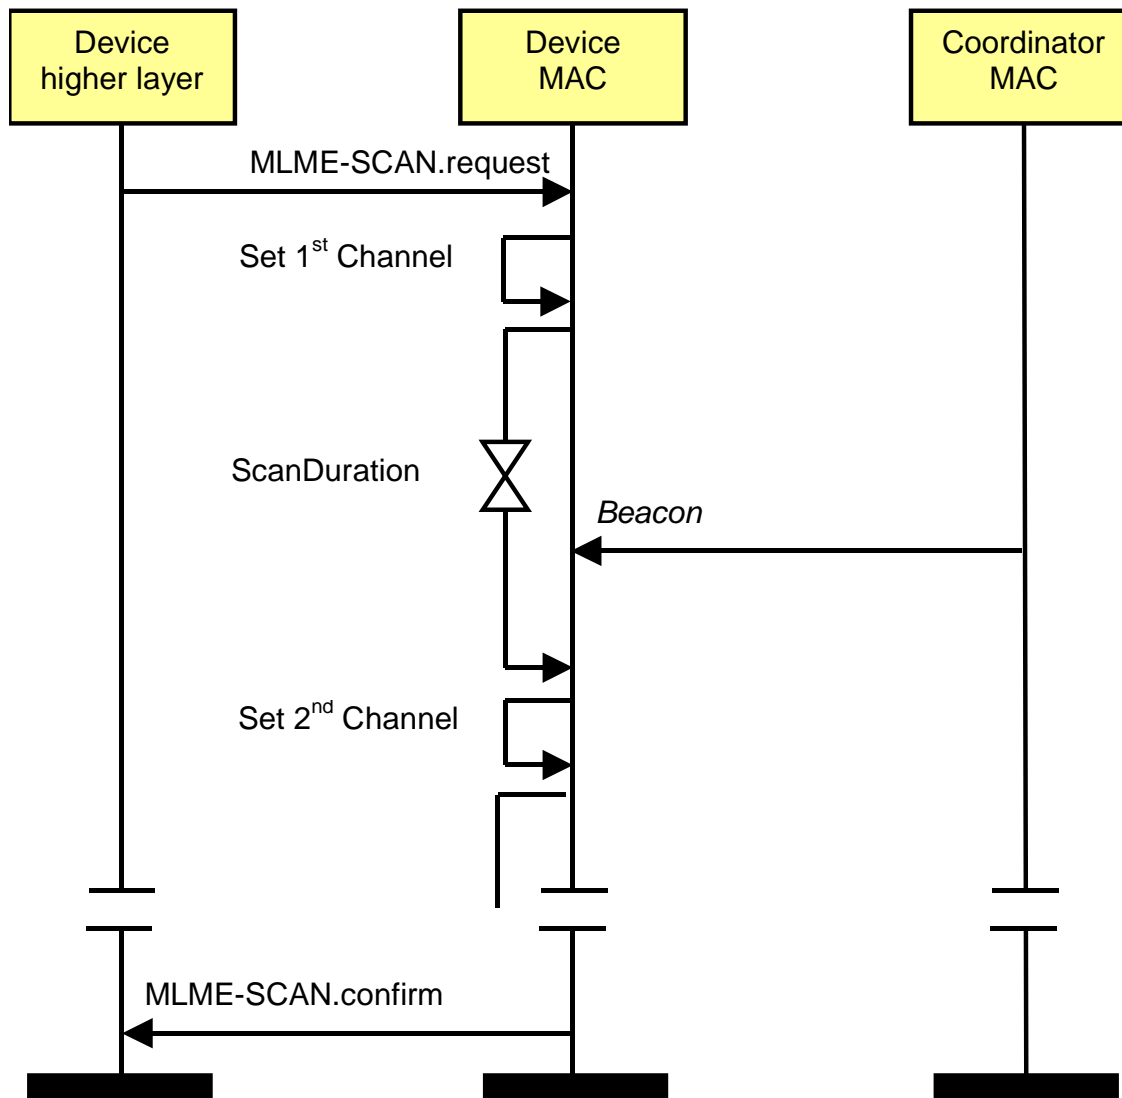 Device
higher layer
Device
MAC
Coordinator
MAC
MLME-SCAN.request
Set 1st Channel
ScanDuration
Beacon
Set 2nd Channel
MLME-SCAN.confirm